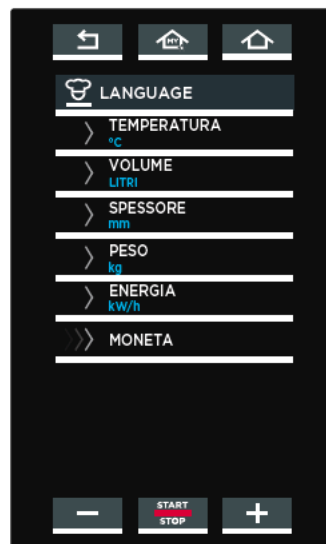 MY
LANGUAGE
TEMPERATURA
°C
VOLUME
LITRI
SPESSORE
mm
PESO
kg
ENERGIA
kW/h
MONETA
START
STOP